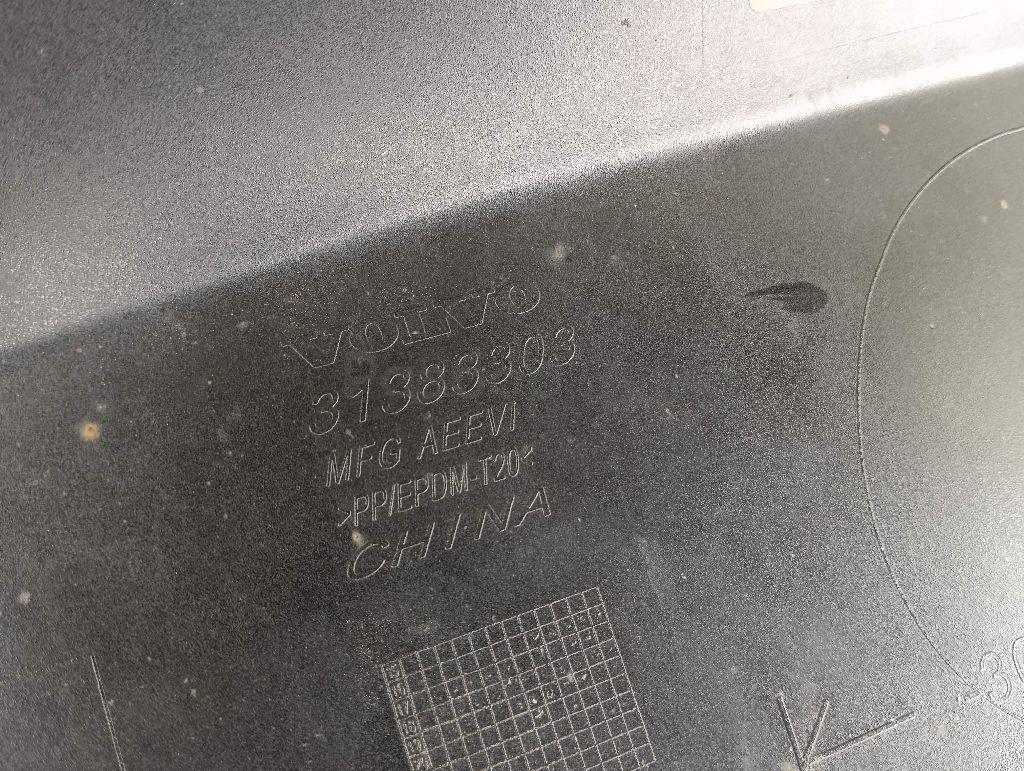 VOLVO
31383303
MFG AEEVI
>PP/EPDM-T20<
CHINA